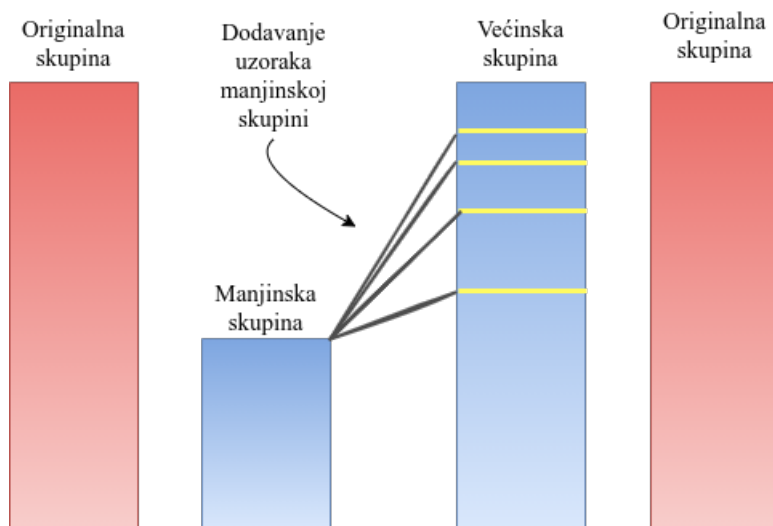 Originalna
skupina
Dodavanje
uzoraka
manjinskoj
skupini
Manjinska
skupina
Većinska
skupina
Originalna
skupina